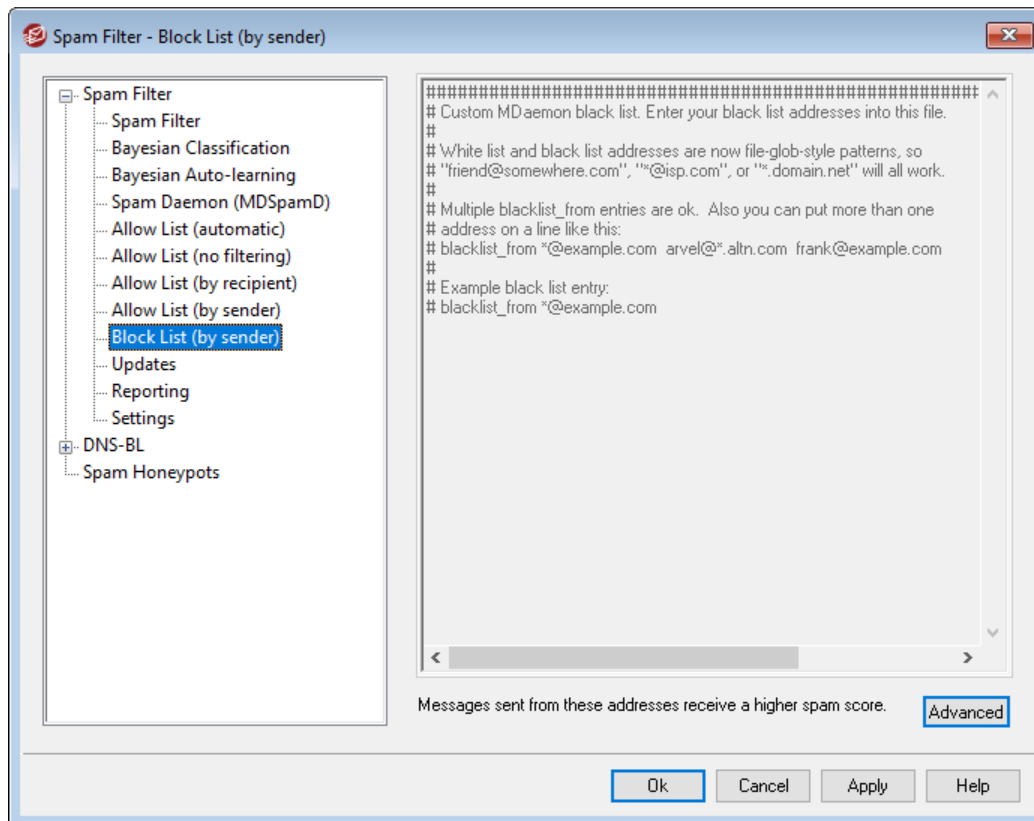 Spam Filter - Block List (by sender)
Spam Filter
Spam Filter
Bayesian Classification
Bayesian Auto-learning
Spam Daemon (MDSpamD)
Allow List (automatic)
Allow List (no filtering)
Allow List (by recipient)
Allow List (by sender)
Block List (by sender)
Updates
Reporting
Settings
DNS-BL
Spam Honeypots
##########################################################
# Custom MDaemon black list. Enter your black list addresses into this file.
#
# White list and black list addresses are now file-glob-style patterns, so
# "friend@somewhere.com", "*@isp.com", or "*.domain.net" will all work.
#
# Multiple blacklist_from entries are ok.  Also you can put more than one
# address on a line like this:
# blacklist_from *@example.com  arvel@*.altn.com  frank@example.com
#
# Example black list entry:
# blacklist_from *@example.com
Messages sent from these addresses receive a higher spam score.
Advanced
Ok
Cancel
Apply
Help